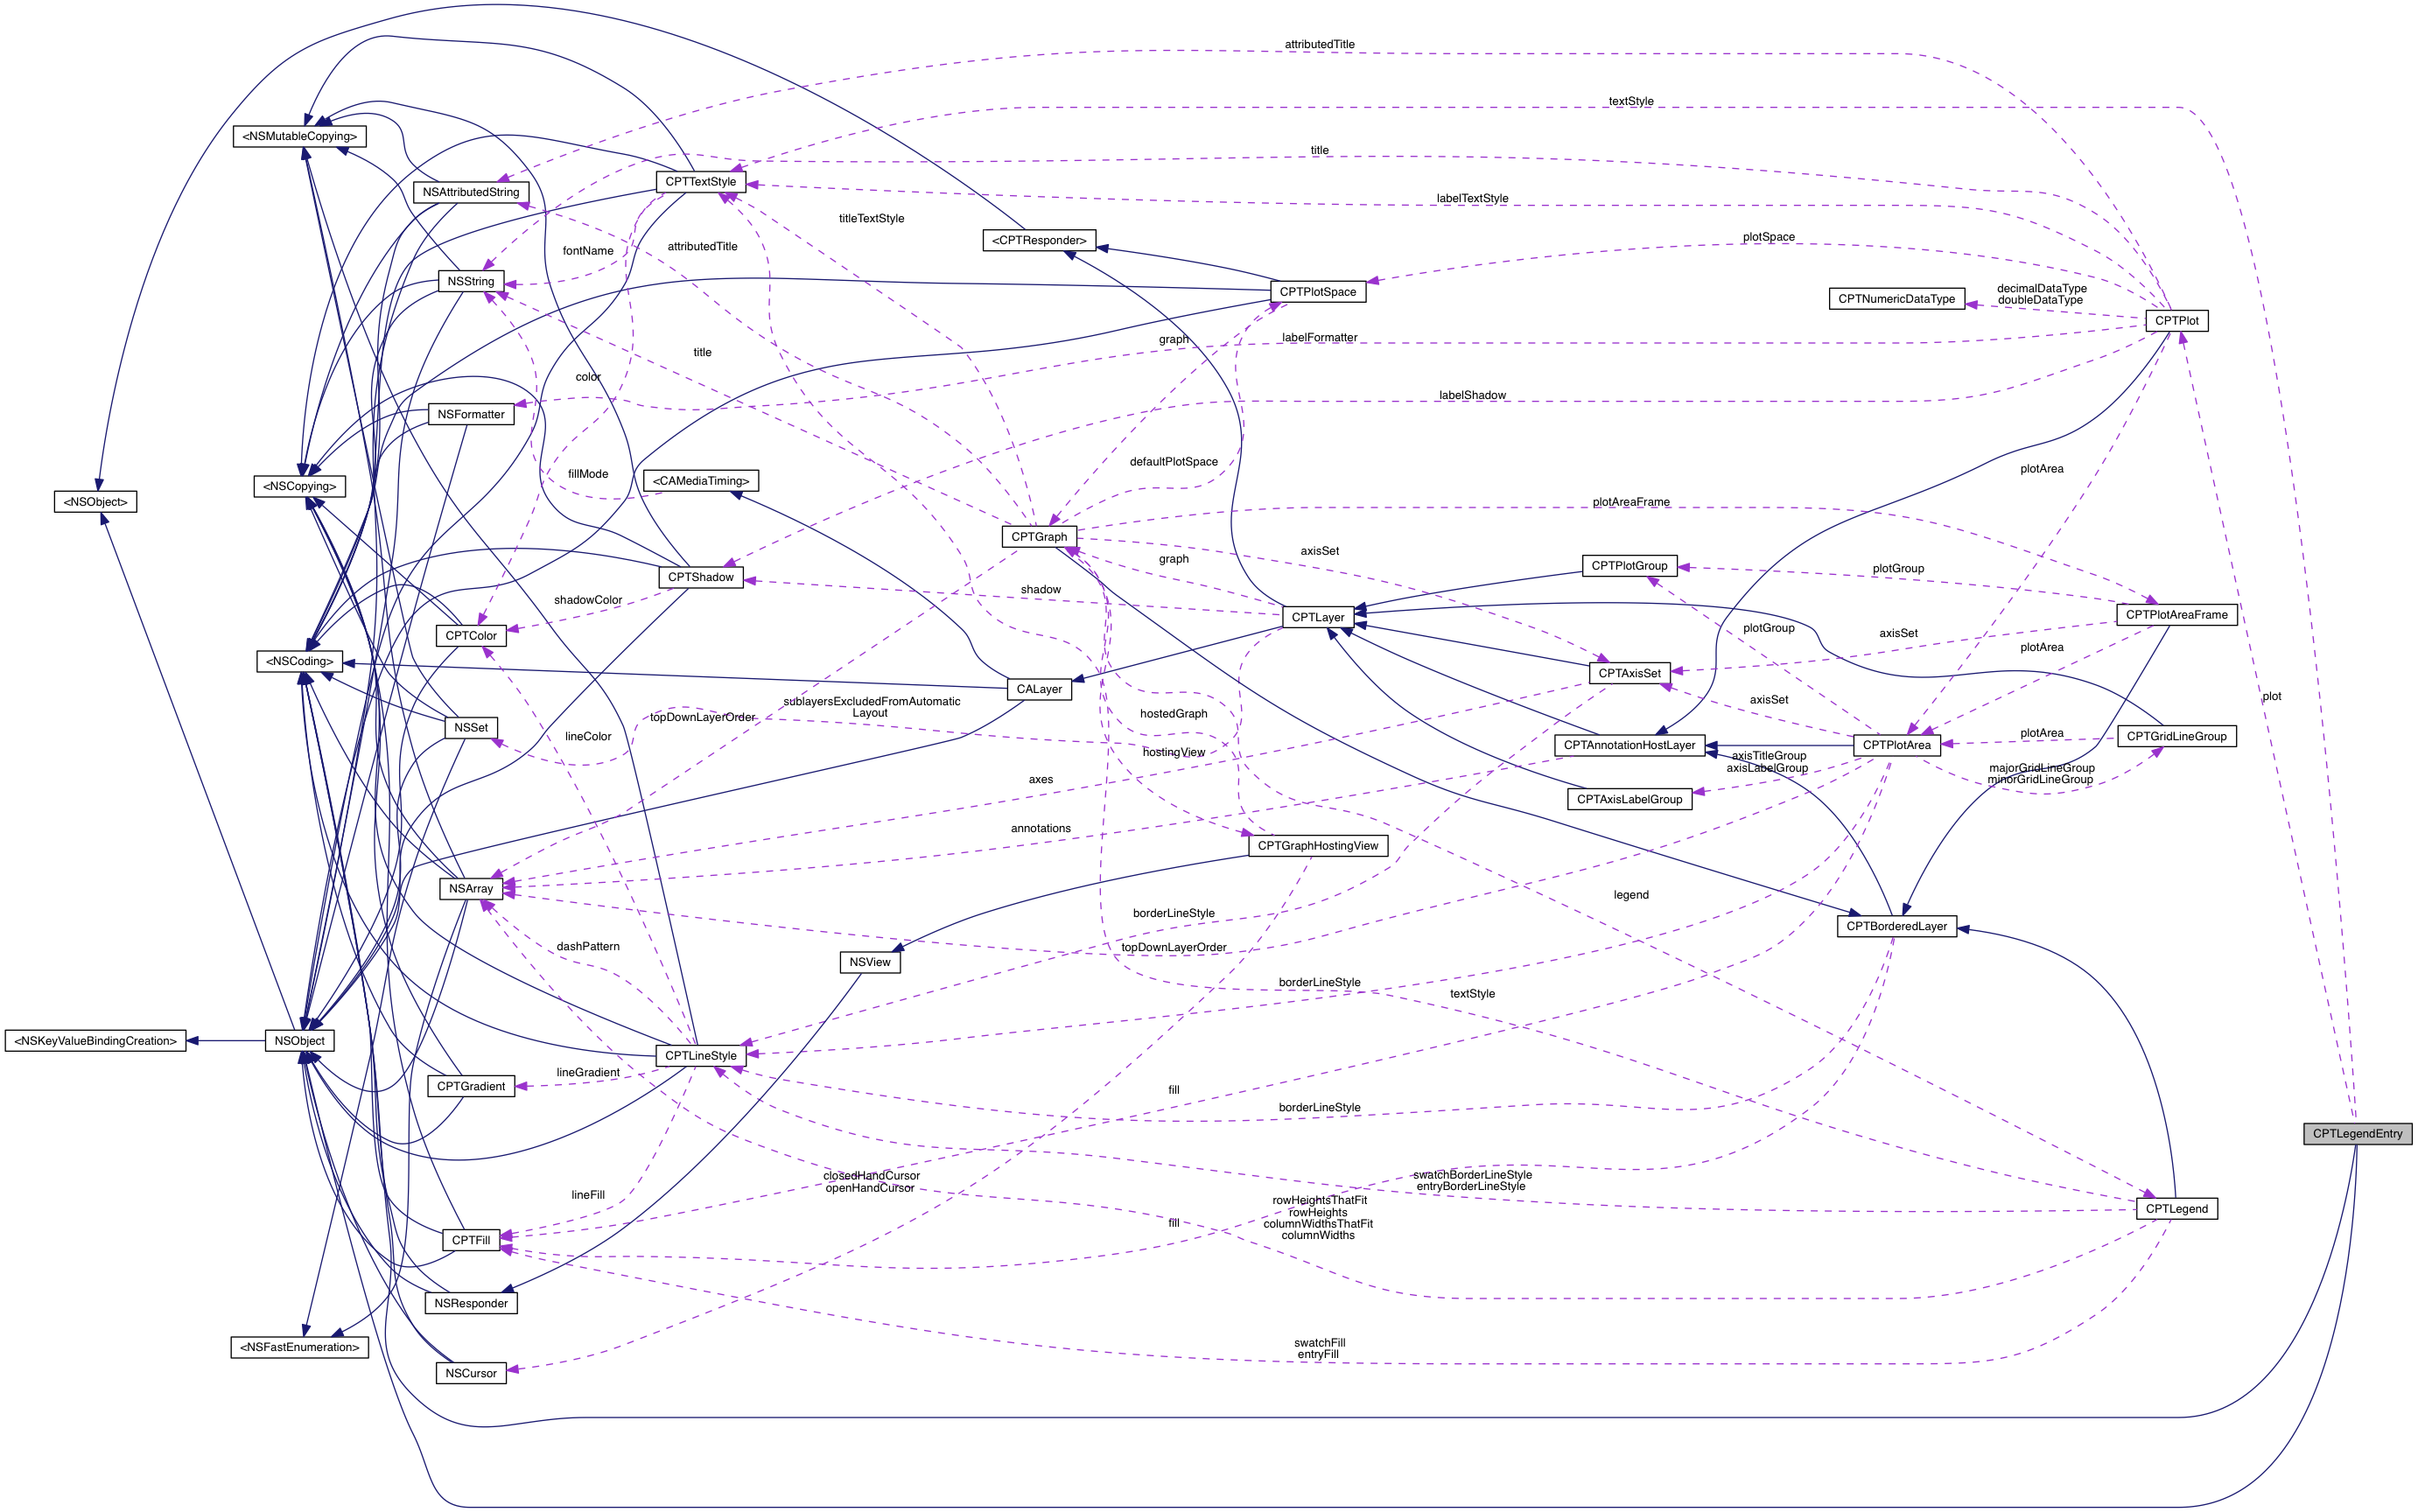 attributedTitle
textStyle
<NSMutableCopying>
title
NSAttributedString
CPTTextStyle
labelTextStyle
titleTextStyle
<CPTResponder>
plotSpace
fontName
attributedTitle
NSString
CPTPlotSpace
CPTNumericDataType
decimalDataType
doubleDataType
CPTPlot
graph
labelFormatter
title
color
labelShadow
NSFormatter
defaultPlotSpace
plotArea
fillMode
<CAMediaTiming>
<NSCopying>
<NSObject>
plotAreaFrame
CPTGraph
axisSet
graph
CPTPlotGroup
plotGroup
CPTShadow
shadow
shadowColor
CPTLayer
CPTPlotAreaFrame
plotGroup
axisSet
CPTColor
plotArea
<NSCoding>
CPTAxisSet
CALayer
plot
sublayersExcludedFromAutomatic
Layout
axisSet
topDownLayerOrder
hostedGraph
NSSet
lineColor
plotArea
CPTGridLineGroup
hostingView
CPTAnnotationHostLayer
CPTPlotArea
axisTitleGroup
axisLabelGroup
majorGridLineGroup
minorGridLineGroup
axes
CPTAxisLabelGroup
annotations
CPTGraphHostingView
NSArray
legend
borderLineStyle
CPTBorderedLayer
dashPattern
topDownLayerOrder
NSView
borderLineStyle
textStyle
<NSKeyValueBindingCreation>
NSObject
CPTLineStyle
lineGradient
CPTGradient
fill
borderLineStyle
CPTLegendEntry
closedHandCursor
openHandCursor
swatchBorderLineStyle
entryBorderLineStyle
lineFill
rowHeightsThatFit
rowHeights
columnWidthsThatFit
columnWidths
CPTLegend
fill
CPTFill
NSResponder
<NSFastEnumeration>
swatchFill
entryFill
NSCursor